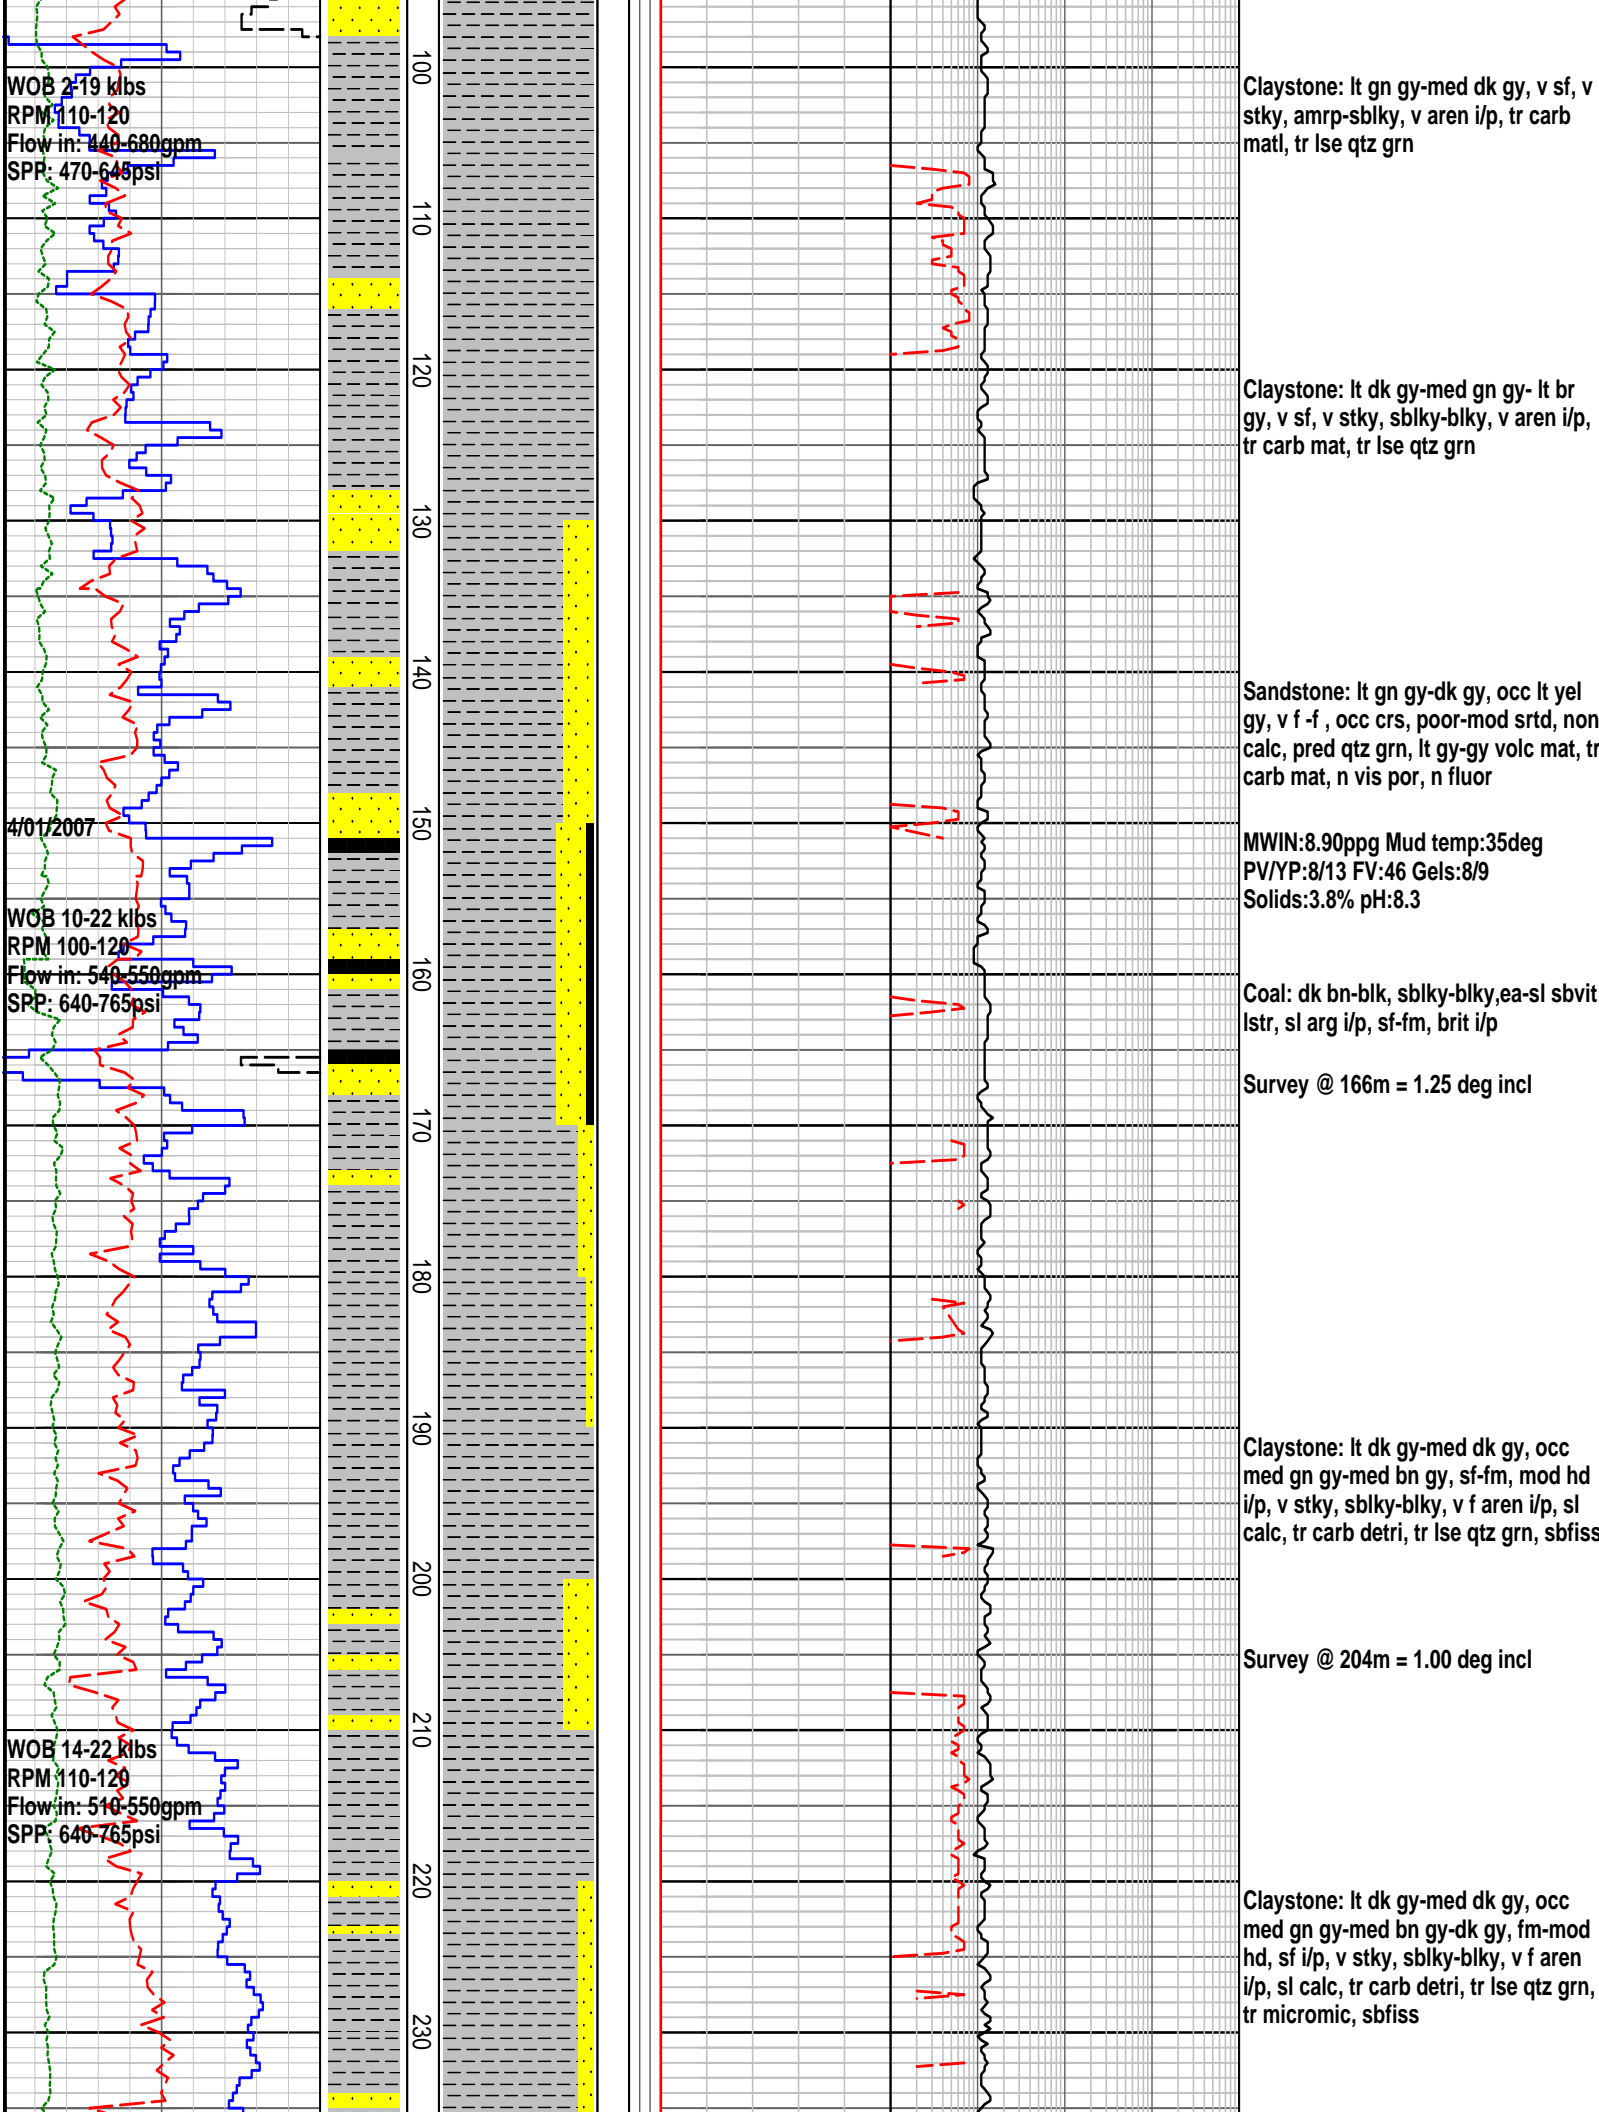 WOB 2-19 klbs
RPM 110-120
Flow in: 440-680gpm
SPP: 470-645psi
4/01/2007
WOB 10-22 klbs
RPM 100-120
Flow in: 540-550gpm
SPP: 640-765psi
WOB 14-22 klbs
RPM 110-120
Flow in: 510-550gpm
SPP: 640-765psi
100
110
120
130
140
150
160
170
180
190
200
210
220
230
Claystone: lt gn gy-med dk gy, v sf, v
stky, amrp-sblky, v aren i/p, tr carb
matl, tr lse qtz grn
Claystone: lt dk gy-med gn gy- lt br
gy, v sf, v stky, sblky-blky, v aren i/p,
tr carb mat, tr lse qtz grn
Sandstone: lt gn gy-dk gy, occ lt yel
gy, v f -f , occ crs, poor-mod srtd, non
calc, pred qtz grn, lt gy-gy volc mat, tr
carb mat, n vis por, n fluor
MWIN:8.90ppg Mud temp:35deg
PV/YP:8/13 FV:46 Gels:8/9
Solids:3.8% pH:8.3
Coal: dk bn-blk, sblky-blky,ea-sl sbvit
lstr, sl arg i/p, sf-fm, brit i/p
Survey @ 166m = 1.25 deg incl
Claystone: lt dk gy-med dk gy, occ
med gn gy-med bn gy, sf-fm, mod hd
i/p, v stky, sblky-blky, v f aren i/p, sl
calc, tr carb detri, tr lse qtz grn, sbfiss
Survey @ 204m = 1.00 deg incl
Claystone: lt dk gy-med dk gy, occ
med gn gy-med bn gy-dk gy, fm-mod
hd, sf i/p, v stky, sblky-blky, v f aren
i/p, sl calc, tr carb detri, tr lse qtz grn,
tr micromic, sbfiss